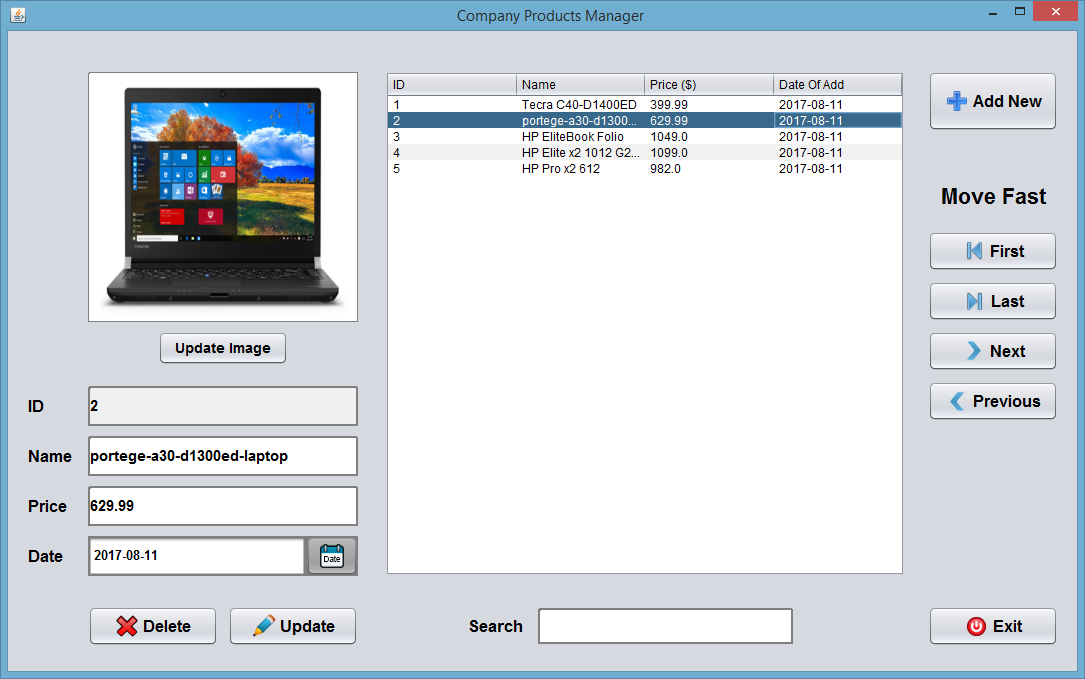 Company Products Manager
TOSHIBA
Update Image
ID 2
Name portege-a30-d1300ed-laptop
Price 629.99
Date 2017-08-11 Date
Delete Update
ID Name Price ($) Date Of Add
1 Tecra C40-D1400ED 399.99 2017-08-11
2 portege-a30-d1300... 629.99 2017-08-11
3 HP EliteBook Folio 1049.0 2017-08-11
4 HP Elite x2 1012 G2... 1099.0 2017-08-11
5 HP Pro x2 612 982.0 2017-08-11
Search
Add New
Move Fast
First
Last
Next
Previous
Exit